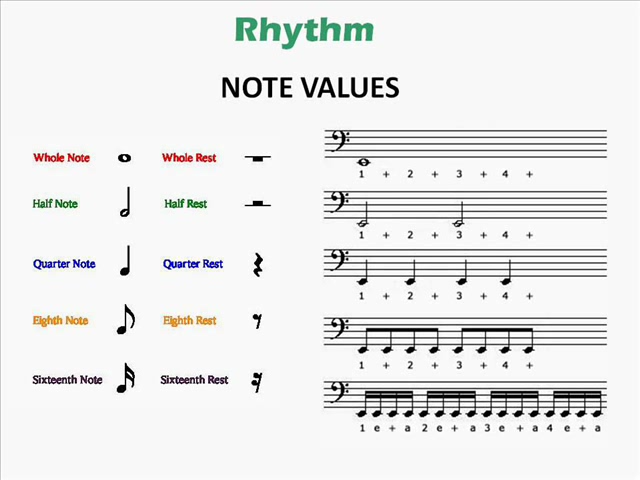 Rhythm
NOTE VALUES
Whole Note
Whole Rest
Half Note
Half Rest
Quarter Note
Quarter Rest
Eighth Note
Eighth Rest
Sixteenth Note
Sixteenth Rest
1 + 2 + 3 + 4 +
1 + 2 + 3 + 4 +
1 + 2 + 3 + 4 +
1 + 2 + 3 + 4 +
1 e + a 2 e + a 3 e + a 4 e + a